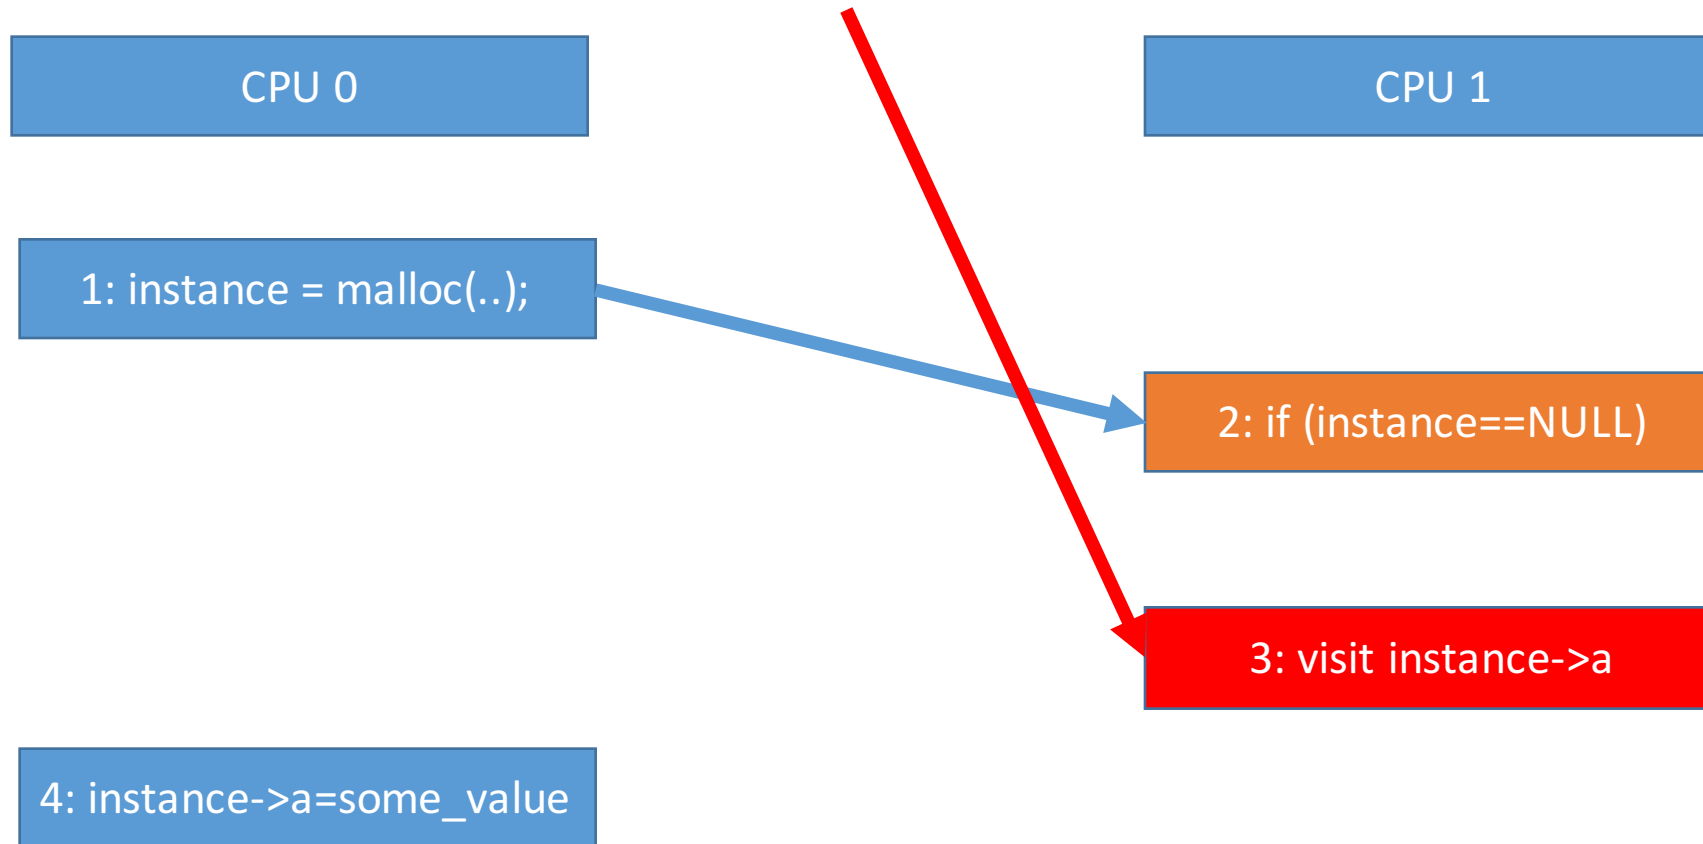 CPU 0
CPU 1
1: instance = malloc(..);
2: if (instance==NULL)
3: visit instance->a
4: instance->a=some_value